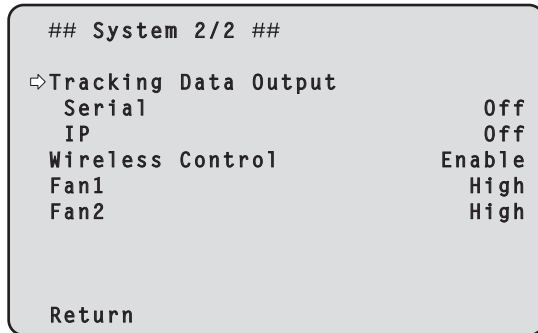 ## System 2/2 ##
⇨Tracking Data Output
Serial Off
IP Off
Wireless Control Enable
Fan1 High
Fan2 High
Return